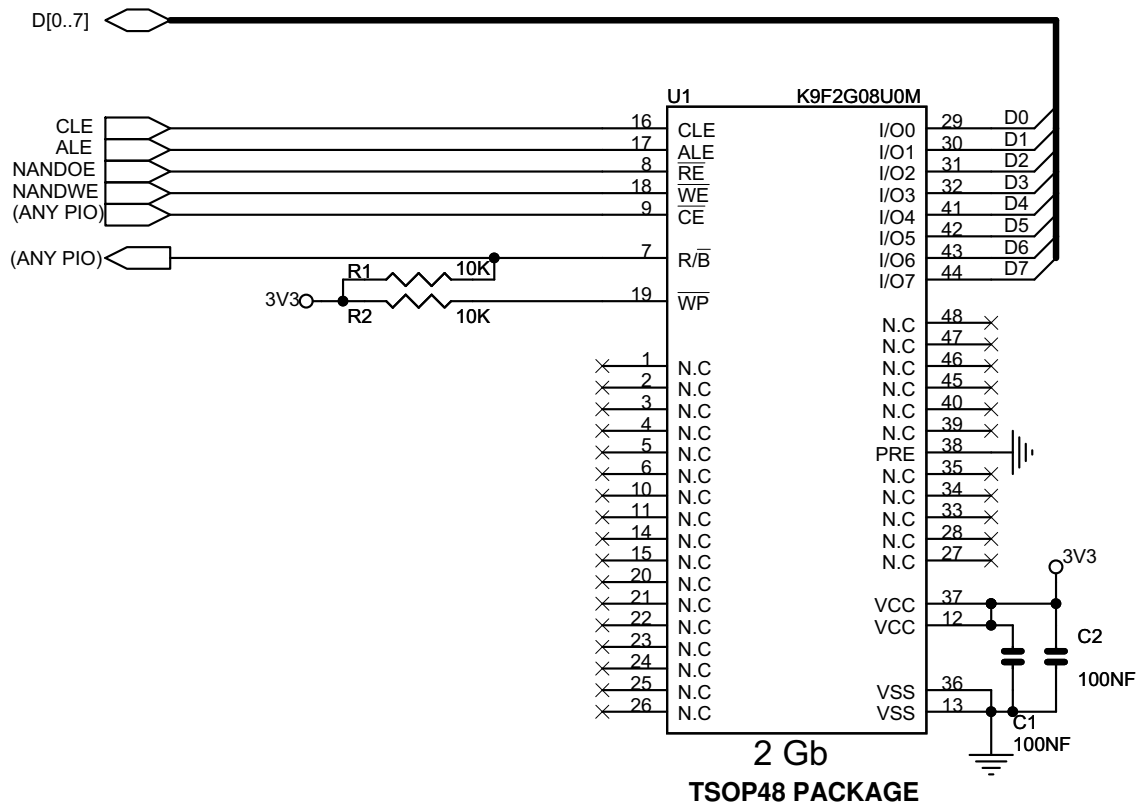 D[0..7]
U1 K9F2G08U0M
CLE 16 CLE I/O0 29 D0
ALE 17 ALE I/O1 30 D1
NANDOE 8 RE I/O2 31 D2
NANDWE 18 WE I/O3 32 D3
(ANY PIO) 9 CE I/O4 41 D4
I/O5 42 D5
(ANY PIO) 7 R/B I/O6 43 D6
R1 10K I/O7 44 D7
3V3 19 WP
R2 10K
N.C 48
N.C 47
1 N.C N.C 46
2 N.C N.C 45
3 N.C N.C 40
4 N.C N.C 39
5 N.C PRE 38
6 N.C N.C 35
10 N.C N.C 34
11 N.C N.C 33
14 N.C N.C 28
15 N.C N.C 27
20 N.C 3V3
21 N.C VCC 37
22 N.C VCC 12
23 N.C C2
24 N.C 100NF
25 N.C VSS 36
26 N.C VSS 13
C1
100NF
2 Gb
TSOP48 PACKAGE